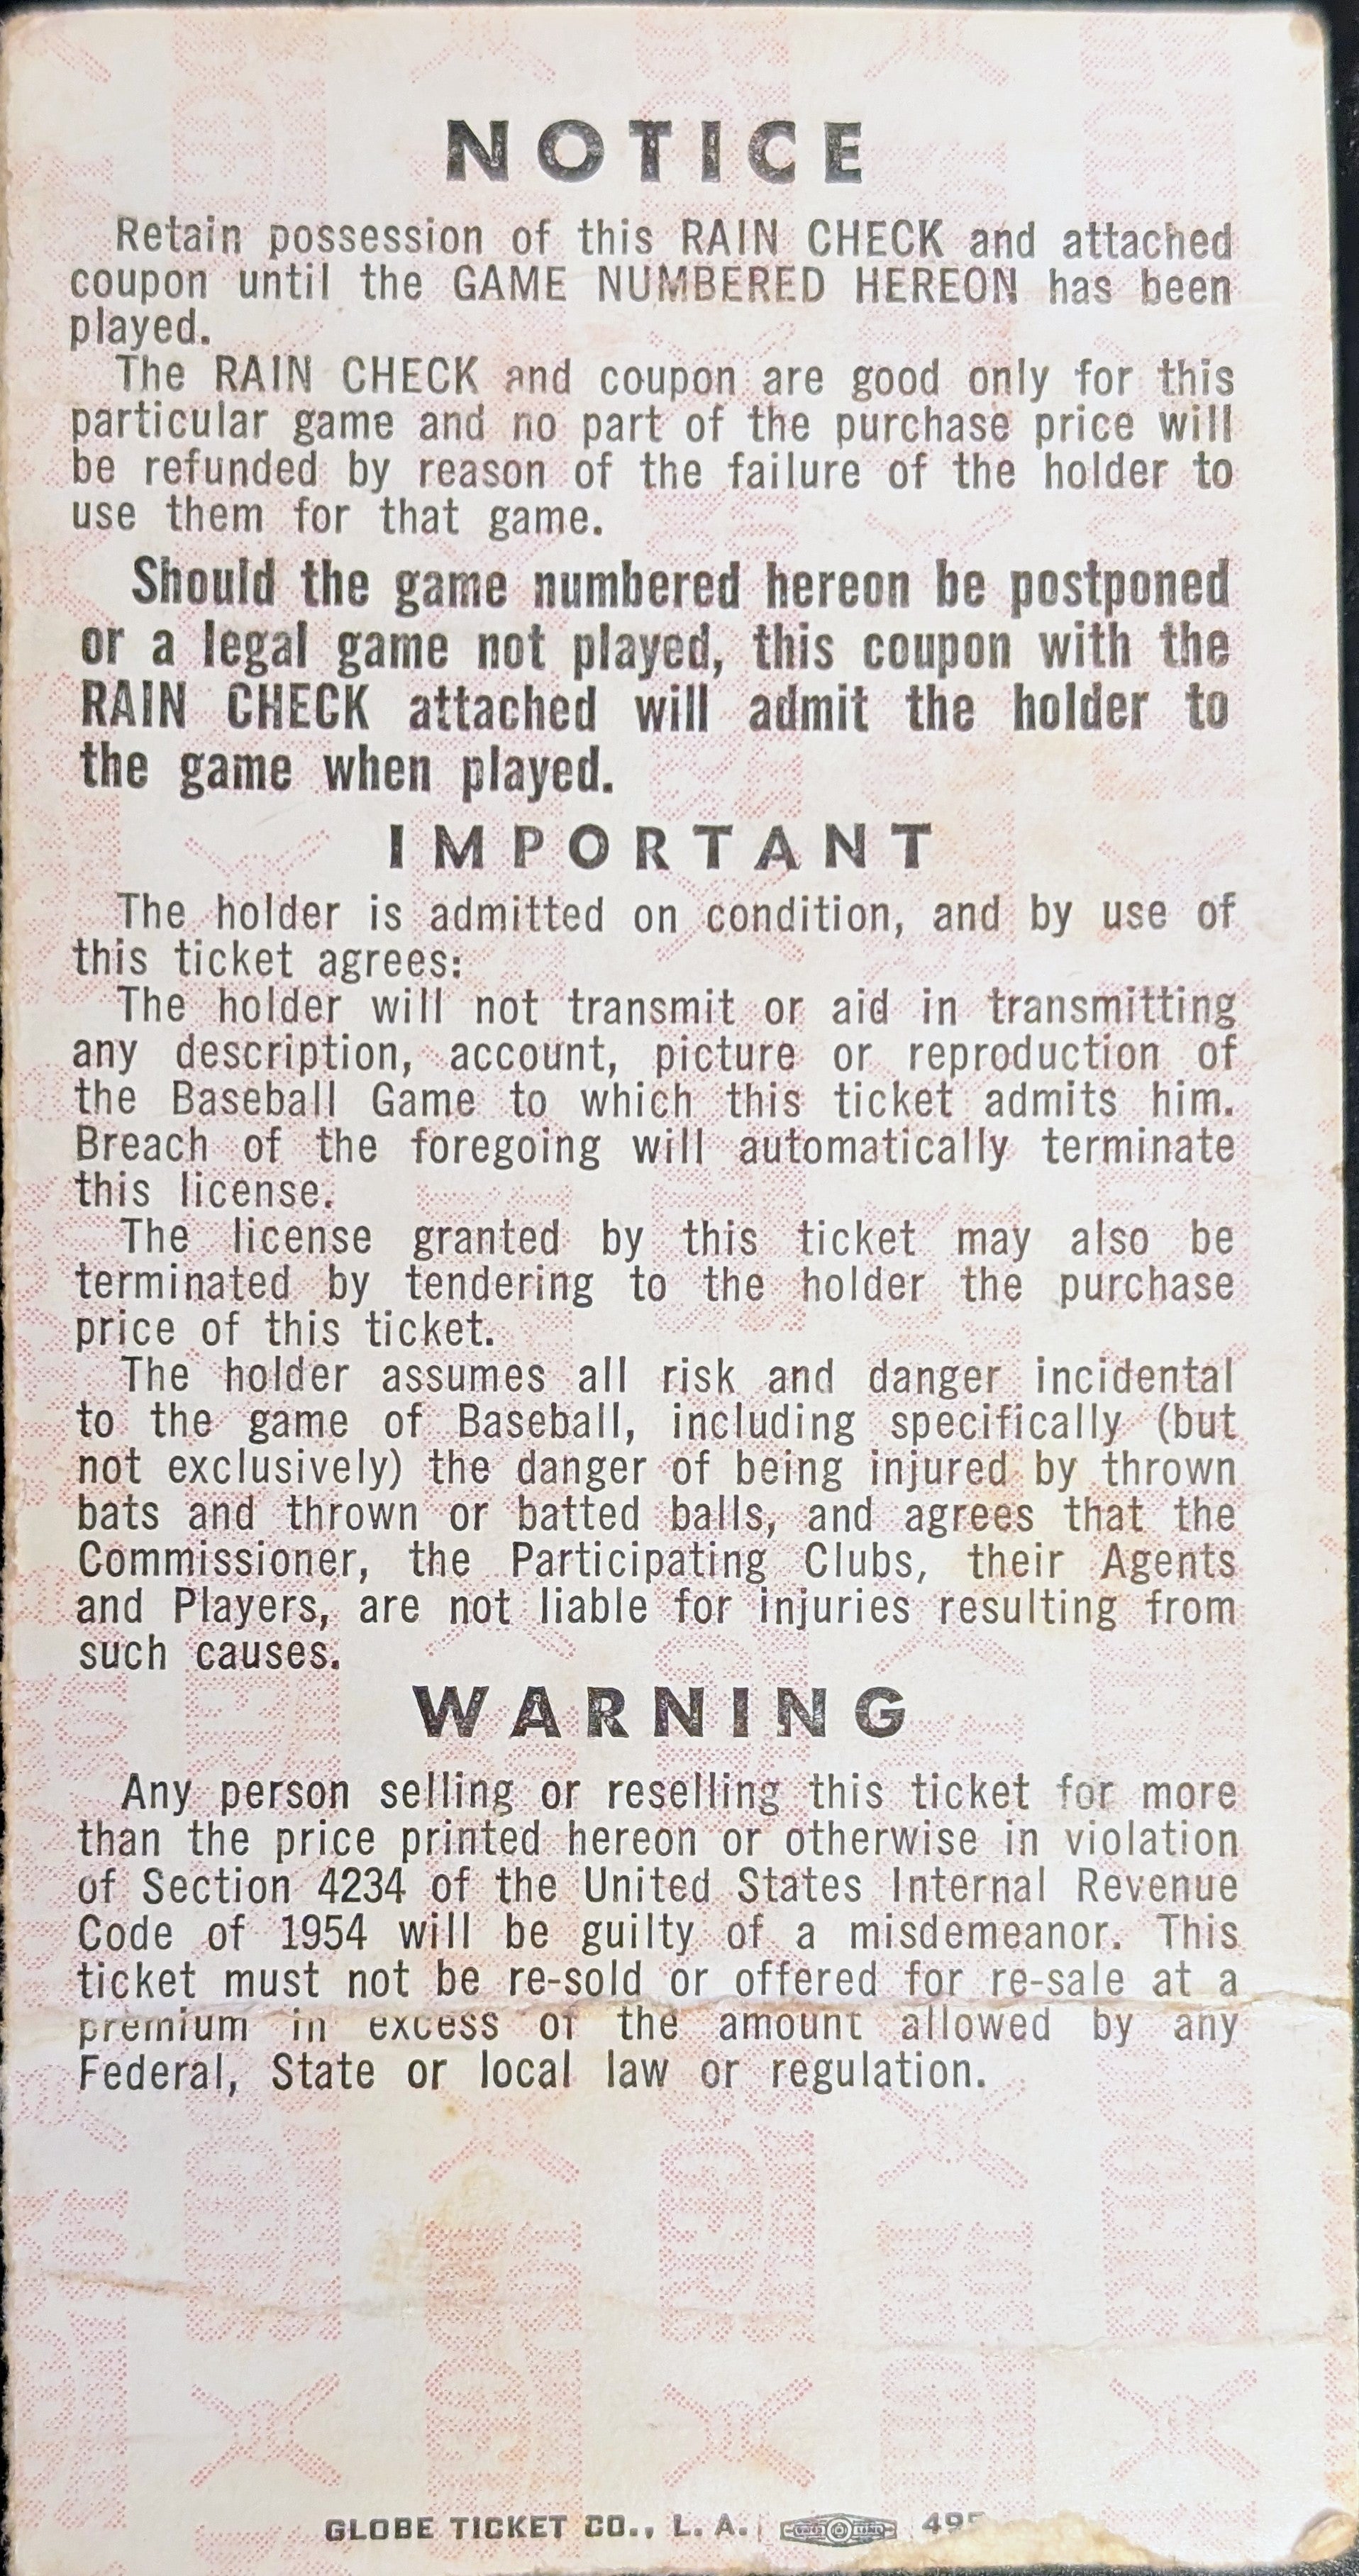 NOTICE
Retain possession of this RAIN CHECK and attached
coupon until the GAME NUMBERED HEREON has been
played.
The RAIN CHECK and coupon are good only for this
particular game and no part of the purchase price will
be refunded by reason of the failure of the holder to
use them for that game.
Should the game numbered hereon be postponed
or a legal game not played, this coupon with the
RAIN CHECK attached will admit the holder to
the game when played.
IMPORTANT
The holder is admitted on condition, and by use of
this ticket agrees:
The holder will not transmit or aid in transmitting
any description, account, picture or reproduction of
the Baseball Game to which this ticket admits him.
Breach of the foregoing will automatically terminate
this license.
The license granted by this ticket may also be
terminated by tendering to the holder the purchase
price of this ticket.
The holder assumes all risk and danger incidental
to the game of Baseball, including specifically (but
not exclusively) the danger of being injured by thrown
bats and thrown or batted balls, and agrees that the
Commissioner, the Participating Clubs, their Agents
and Players, are not liable for injuries resulting from
such causes.
WARNING
Any person selling or reselling this ticket for more
than the price printed hereon or otherwise in violation
of Section 4234 of the United States Internal Revenue
Code of 1954 will be guilty of a misdemeanor. This
ticket must not be re-sold or offered for re-sale at a
premium in excess of the amount allowed by any
Federal, State or local law or regulation.
GLOBE TICKET CO., L. A.